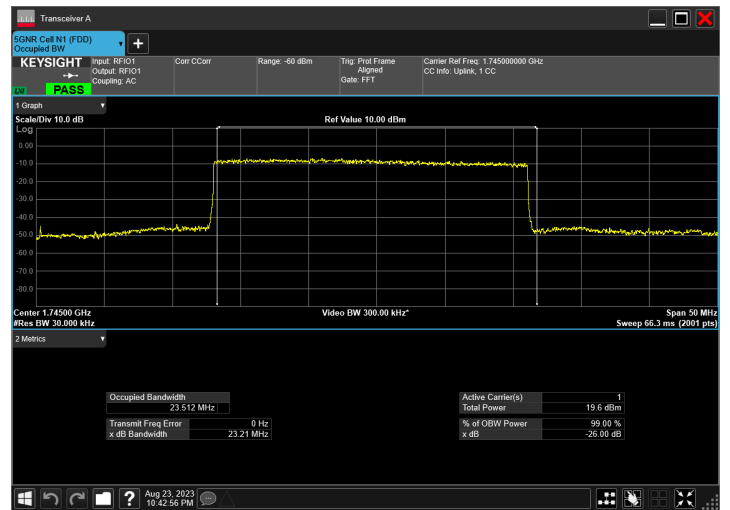 Transceiver A
5GNR Cell N1 (FDD)
Occupied BW
KEYSIGHT
Input: RFIO1
Output: RFIO1
Coupling: AC
Corr CCorr
Range: -60 dBm
Trig: Prot Frame
Aligned
Gate: FFT
Carrier Ref Freq: 1.745000000 GHz
CC Info: Uplink, 1 CC
PASS
1 Graph
Scale/Div 10.0 dB
Ref Value 10.00 dBm
Log
0.00
-10.0
-20.0
-30.0
-40.0
-50.0
-60.0
-70.0
-80.0
Center 1.74500 GHz
Video BW 300.00 kHz*
Span 50 MHz
#Res BW 30.000 kHz
Sweep 66.3 ms (2001 pts)
2 Metrics
Occupied Bandwidth
23.512 MHz
Transmit Freq Error 0 Hz
x dB Bandwidth 23.21 MHz
Active Carrier(s) 1
Total Power 19.6 dBm
% of OBW Power 99.00 %
x dB -26.00 dB
Aug 23, 2023
10:42:56 PM